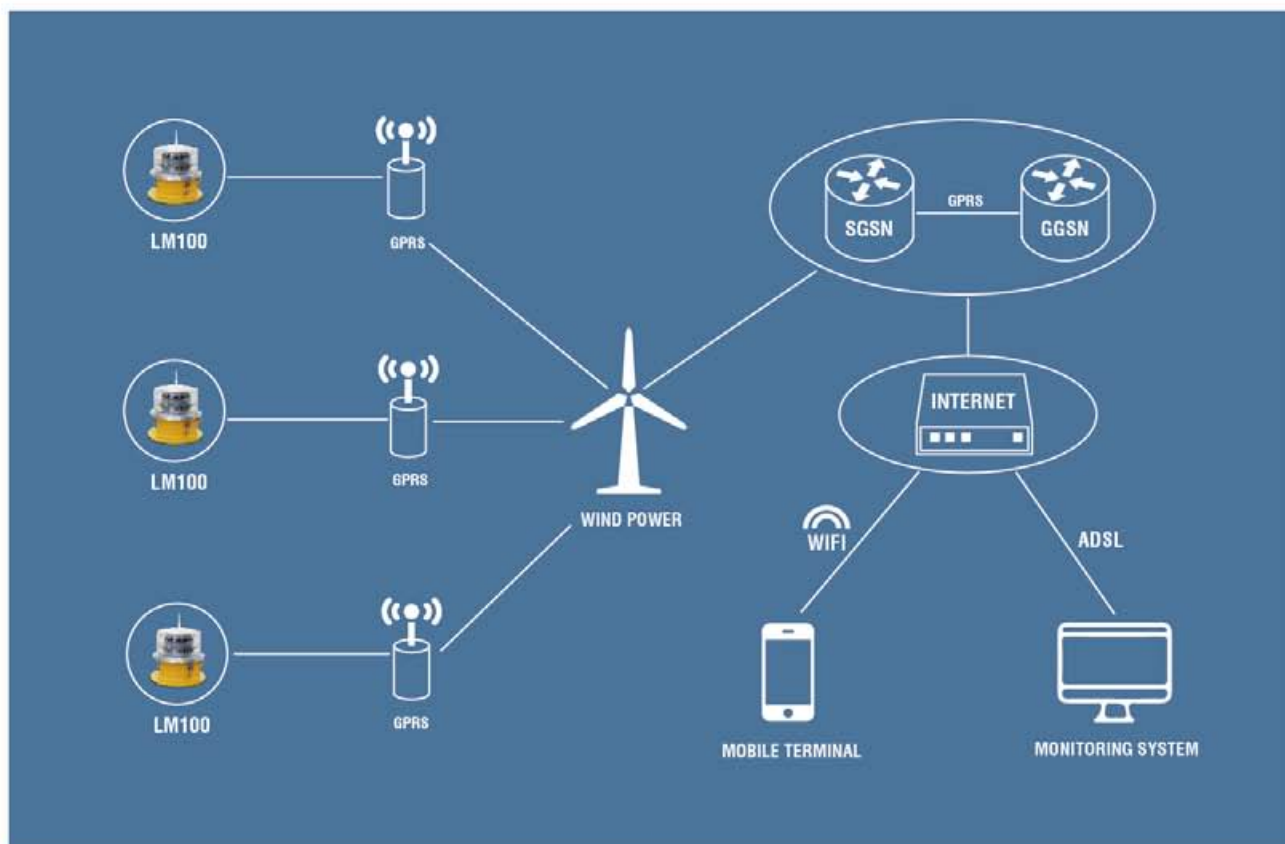 LM100
GPRS
SGSN
GPRS
GGSN
LM100
GPRS
WIND POWER
INTERNET
WIFI
ADSL
LM100
GPRS
MOBILE TERMINAL
MONITORING SYSTEM